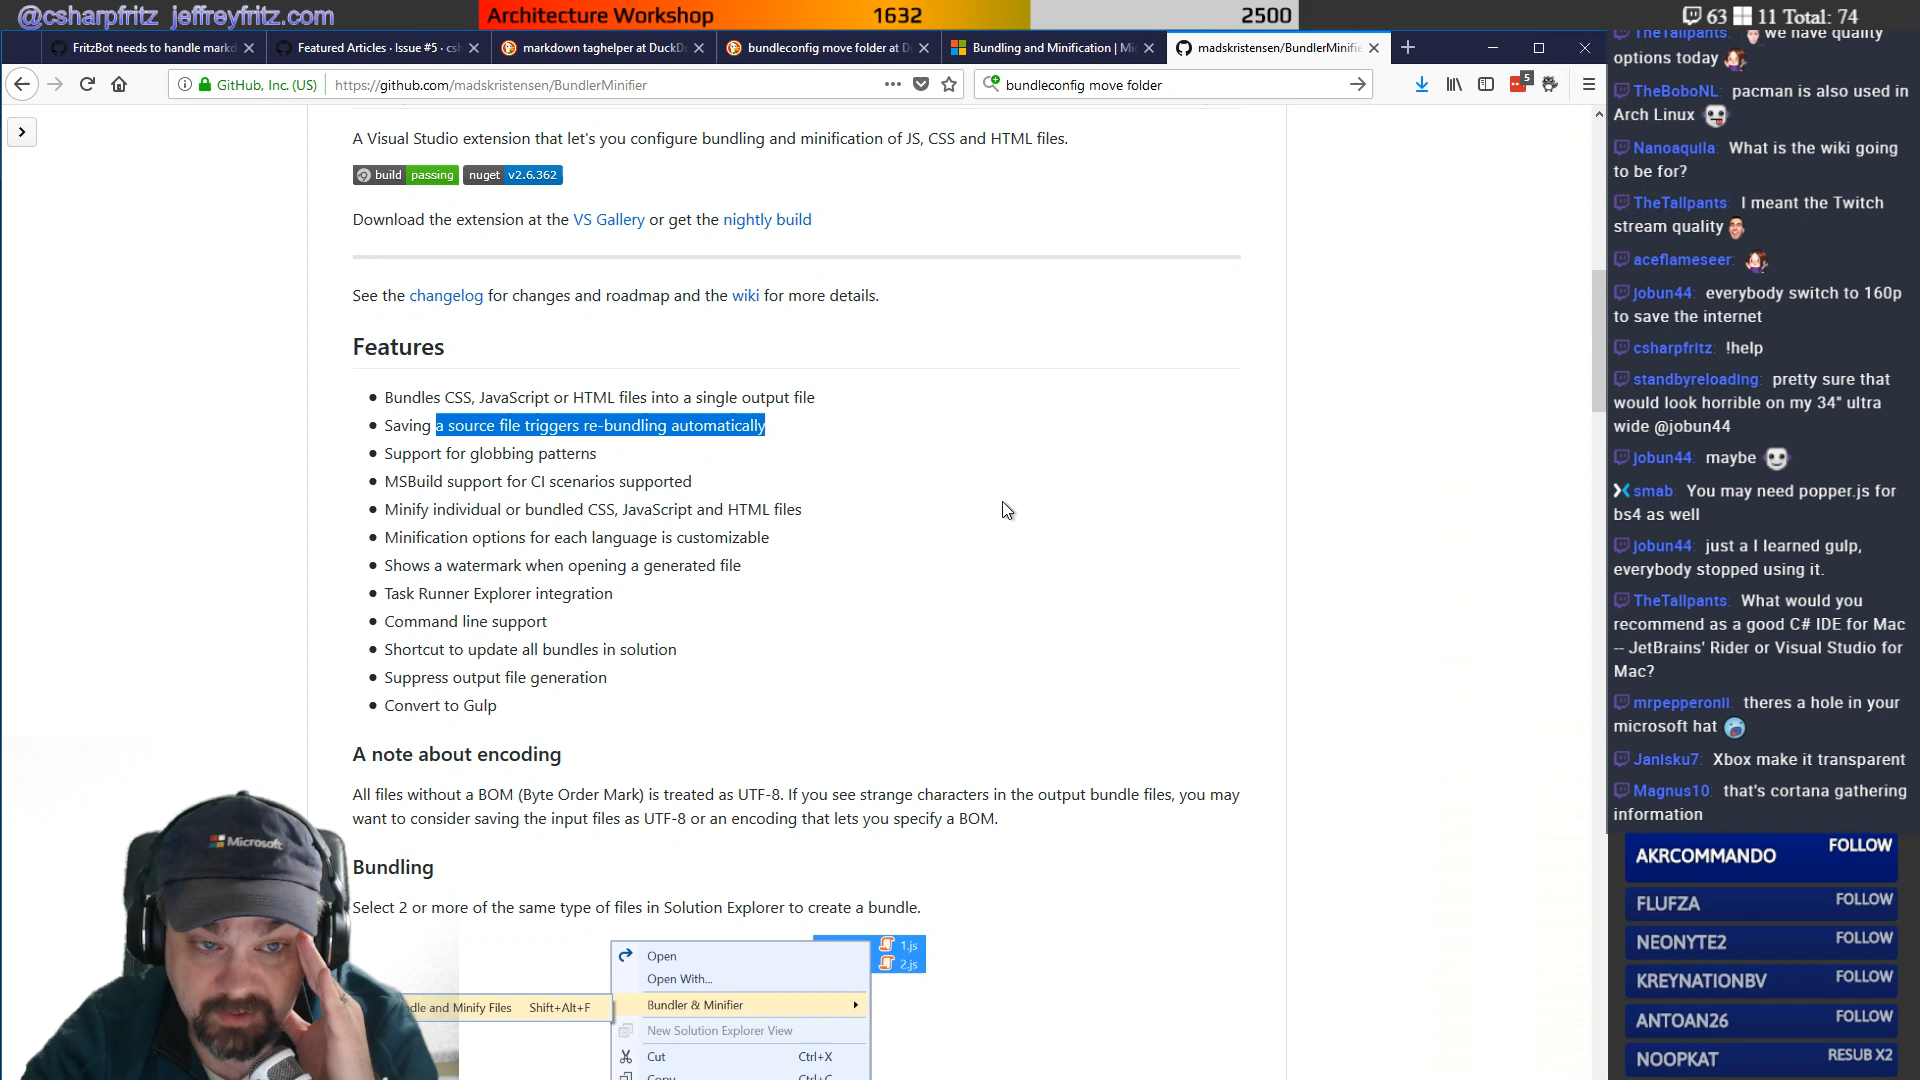 @csharpfritz jeffreyfritz.com
Architecture Workshop 1632 2500
63 11 Total: 74
FritzBot needs to handle markd
Featured Articles · Issue #5 · csh
markdown taghelper at DuckDu
bundleconfig move folder at D
Bundling and Minification | Mi
madskristensen/BundlerMinifie
GitHub, Inc. (US) https://github.com/madskristensen/BundlerMinifier
bundleconfig move folder
5
A Visual Studio extension that let's you configure bundling and minification of JS, CSS and HTML files.
build passing nuget v2.6.362
Download the extension at the VS Gallery or get the nightly build
See the changelog for changes and roadmap and the wiki for more details.
Features
Bundles CSS, JavaScript or HTML files into a single output file
Saving a source file triggers re-bundling automatically
Support for globbing patterns
MSBuild support for CI scenarios supported
Minify individual or bundled CSS, JavaScript and HTML files
Minification options for each language is customizable
Shows a watermark when opening a generated file
Task Runner Explorer integration
Command line support
Shortcut to update all bundles in solution
Suppress output file generation
Convert to Gulp
A note about encoding
All files without a BOM (Byte Order Mark) is treated as UTF-8. If you see strange characters in the output bundle files, you may
want to consider saving the input files as UTF-8 or an encoding that lets you specify a BOM.
Bundling
Select 2 or more of the same type of files in Solution Explorer to create a bundle.
1.js
2.js
Open
Open With...
Bundler & Minifier
dle and Minify Files Shift+Alt+F
New Solution Explorer View
Cut Ctrl+X
Copy Ctrl+C
Microsoft
TheTallpants: we have quality
options today
TheBoboNL: pacman is also used in
Arch Linux
Nanoaquila: What is the wiki going
to be for?
TheTallpants: I meant the Twitch
stream quality
aceflameseer:
jobun44: everybody switch to 160p
to save the internet
csharpfritz: !help
standbyreloading: pretty sure that
would look horrible on my 34" ultra
wide @jobun44
jobun44: maybe
smab: You may need popper.js for
bs4 as well
jobun44: just a I learned gulp,
everybody stopped using it.
TheTallpants: What would you
recommend as a good C# IDE for Mac
-- JetBrains' Rider or Visual Studio for
Mac?
mrpepperonii: theres a hole in your
microsoft hat
Janisku7: Xbox make it transparent
Magnus10: that's cortana gathering
information
AKRCOMMANDO FOLLOW
FLUFZA FOLLOW
NEONYTE2 FOLLOW
KREYNATIONBV FOLLOW
ANTOAN26 FOLLOW
NOOPKAT RESUB X2